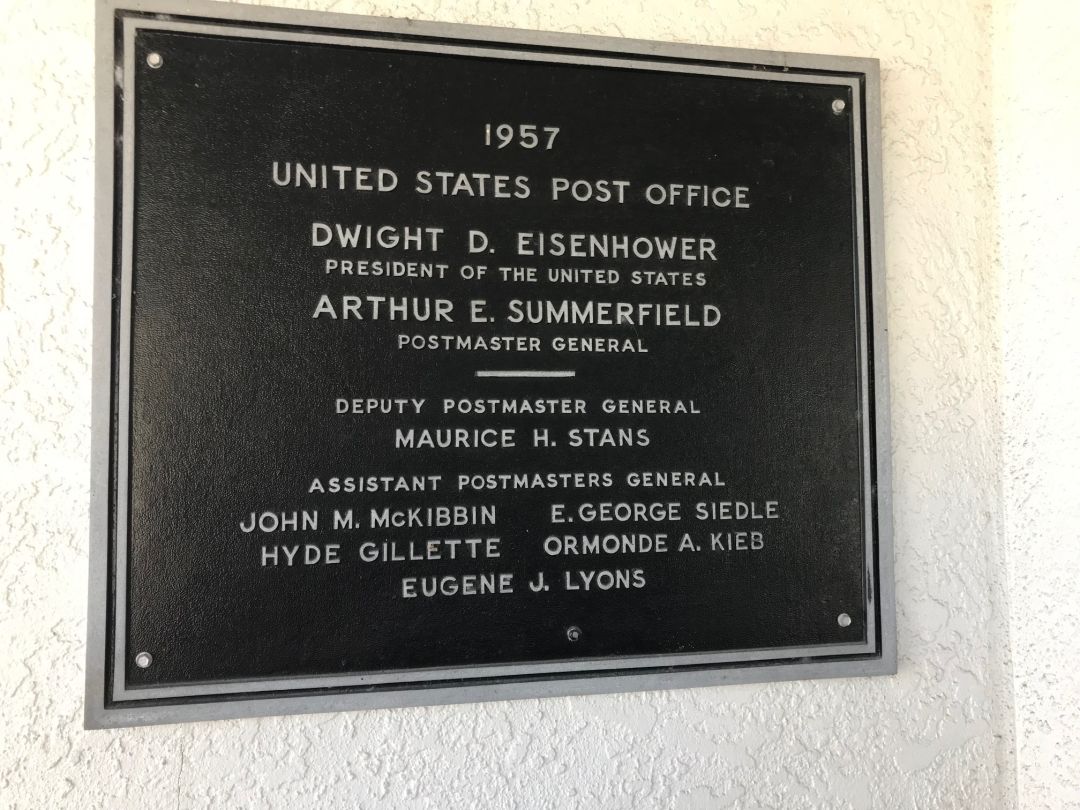 1957
UNITED STATES POST OFFICE
DWIGHT D. EISENHOWER
PRESIDENT OF THE UNITED STATES
ARTHUR E. SUMMERFIELD
POSTMASTER GENERAL
DEPUTY POSTMASTER GENERAL
MAURICE H. STANS
ASSISTANT POSTMASTERS GENERAL
JOHN M. McKIBBIN E. GEORGE SIEDLE
HYDE GILLETTE ORMONDE A. KIEB
EUGENE J. LYONS